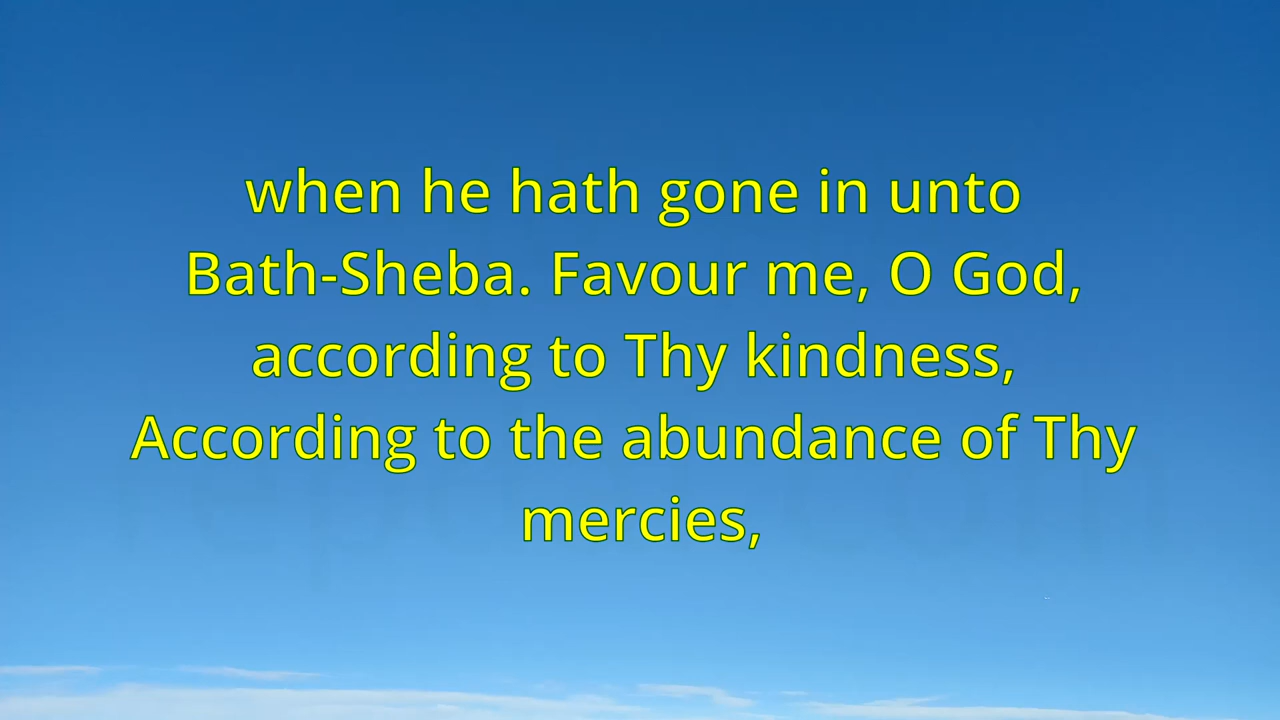 when he hath gone in unto
Bath-Sheba. Favour me, O God,
according to Thy kindness,
According to the abundance of Thy
mercies,